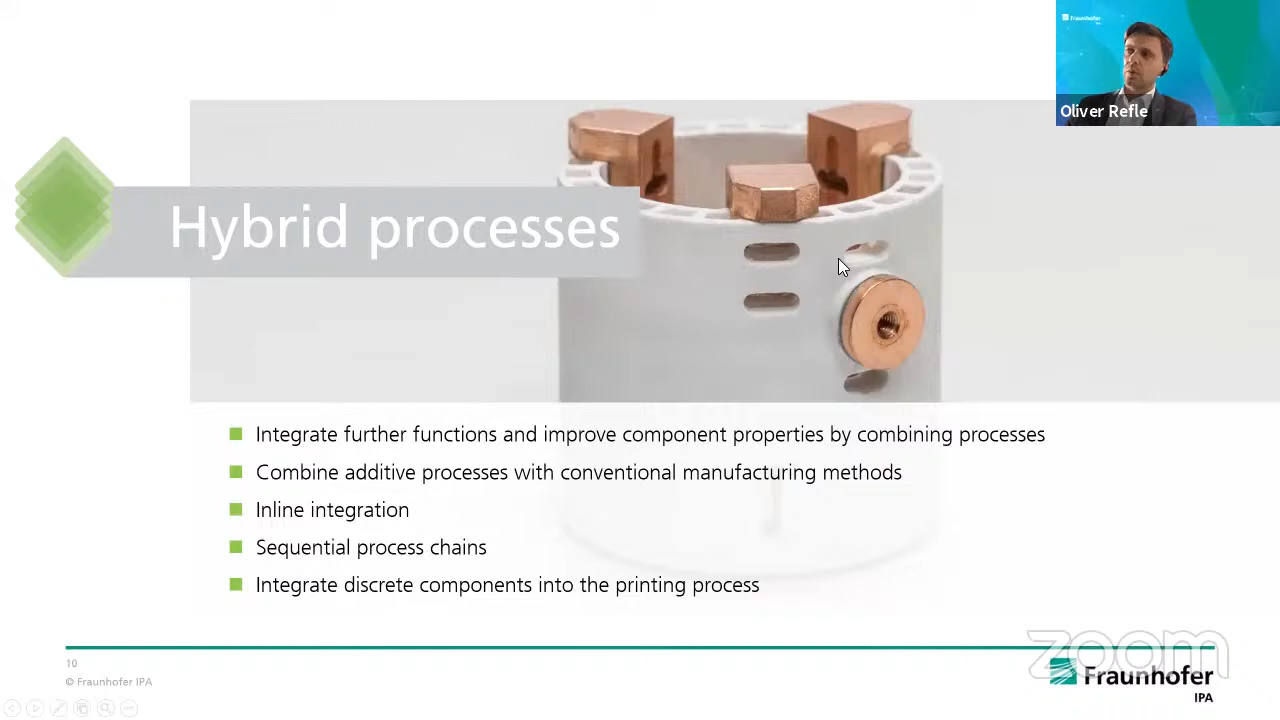 Fraunhofer
Oliver Refle
Hybrid processes
Integrate further functions and improve component properties by combining processes
Combine additive processes with conventional manufacturing methods
Inline integration
Sequential process chains
Integrate discrete components into the printing process
10
© Fraunhofer IPA
zoom
Fraunhofer
IPA